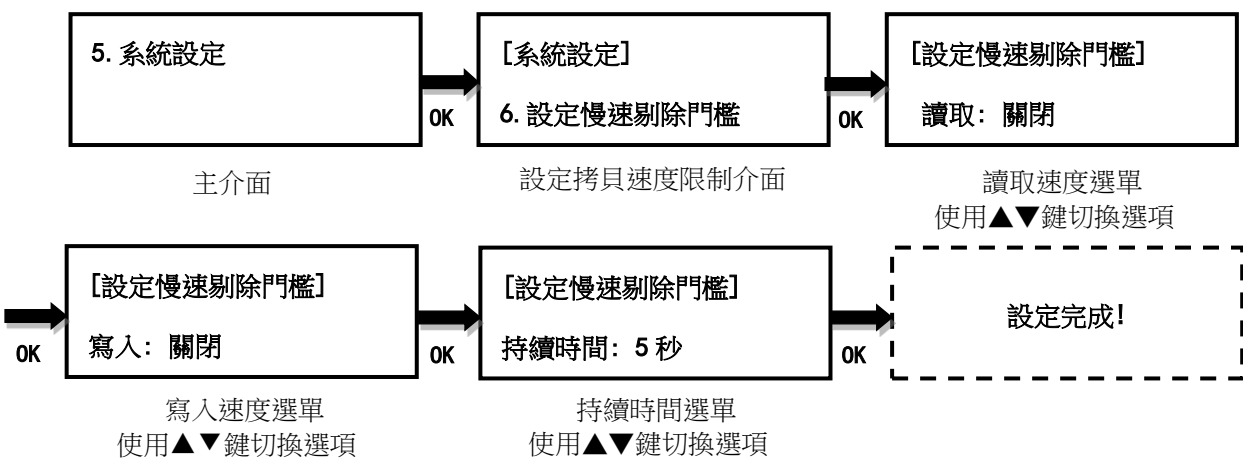 5.系統設定
OK
[系統設定]
6.設定慢速剔除門檻
OK
[設定慢速剔除門檻]
讀取: 關閉
主介面
設定拷貝速度限制介面
讀取速度選單
使用▲▼鍵切換選項
OK
[設定慢速剔除門檻]
寫入: 關閉
OK
[設定慢速剔除門檻]
持續時間: 5秒
OK
設定完成!
寫入速度選單
使用▲▼鍵切換選項
持續時間選單
使用▲▼鍵切換選項